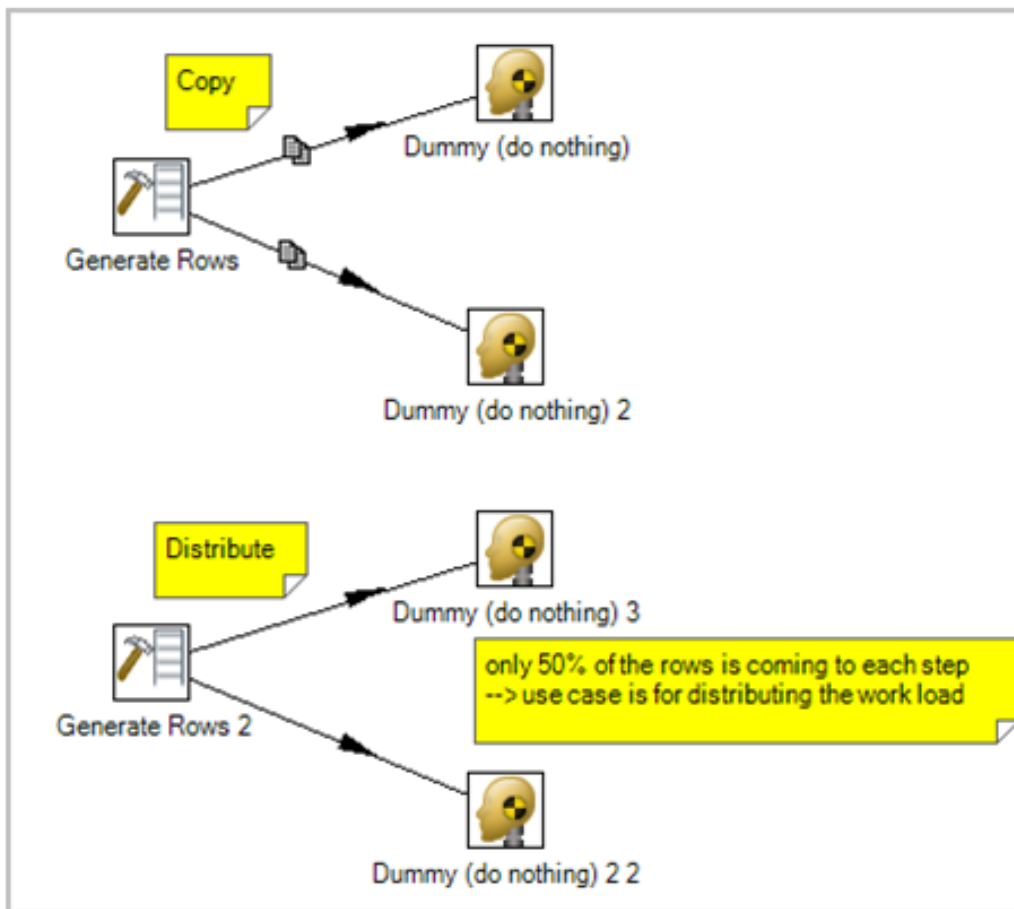 Copy
Dummy (do nothing)
Generate Rows
Dummy (do nothing) 2
Distribute
Dummy (do nothing) 3
only 50% of the rows is coming to each step
--> use case is for distributing the work load
Generate Rows 2
Dummy (do nothing) 2 2